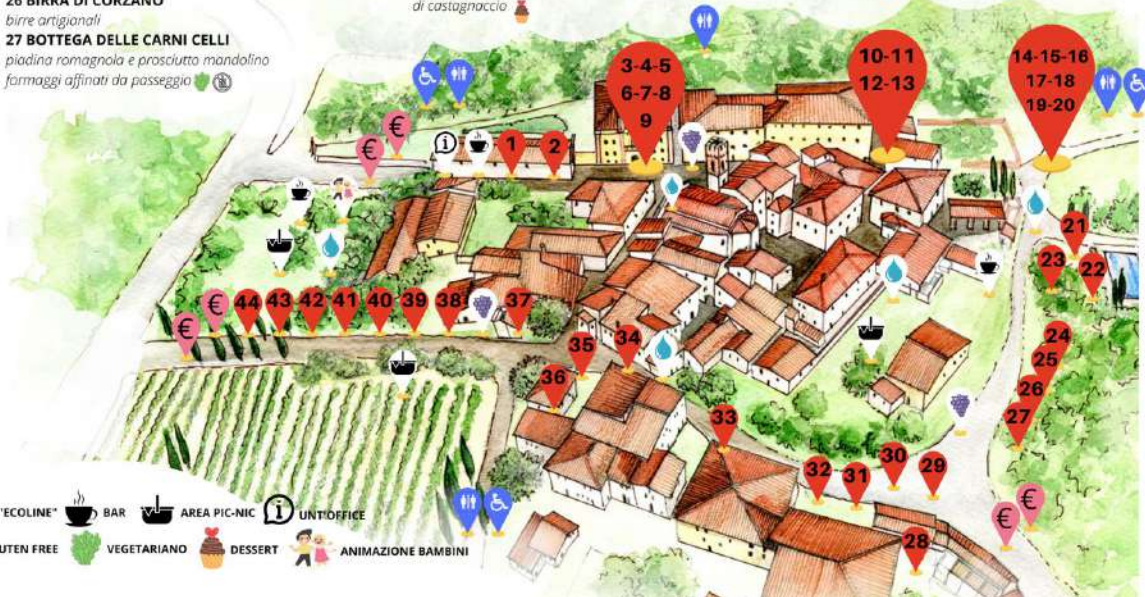 26 BIRRA DI CORZANO
birre artigianali
27 BOTTEGA DELLE CARNI CELLI
piadina romagnola e prosciutto mandolino
formaggi affinati da passeggio
di castagnaccio
3-4-5
6-7-8
9
10-11
12-13
14-15-16
17-18
19-20
€
€
i
1
2
21
23
22
€
€
44
43
42
41
40
39
38
37
24
35
34
25
36
26
27
33
32
31
30
29
€
€
28
"ECOLINE"
BAR
AREA PIC-NIC
i
UNT'OFFICE
UTEN FREE
VEGETARIANO
DESSERT
ANIMAZIONE BAMBINI